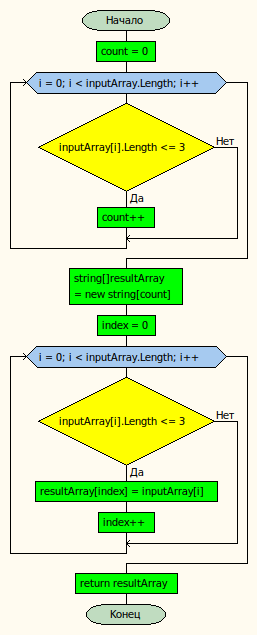 Начало
count = 0
i = 0; i < inputArray.Length; i++
Нет
inputArray[i].Length <= 3
Да
count++
string[]resultArray
= new string[count]
index = 0
i = 0; i < inputArray.Length; i++
Нет
inputArray[i].Length <= 3
Да
resultArray[index] = inputArray[i]
index++
return resultArray
Конец